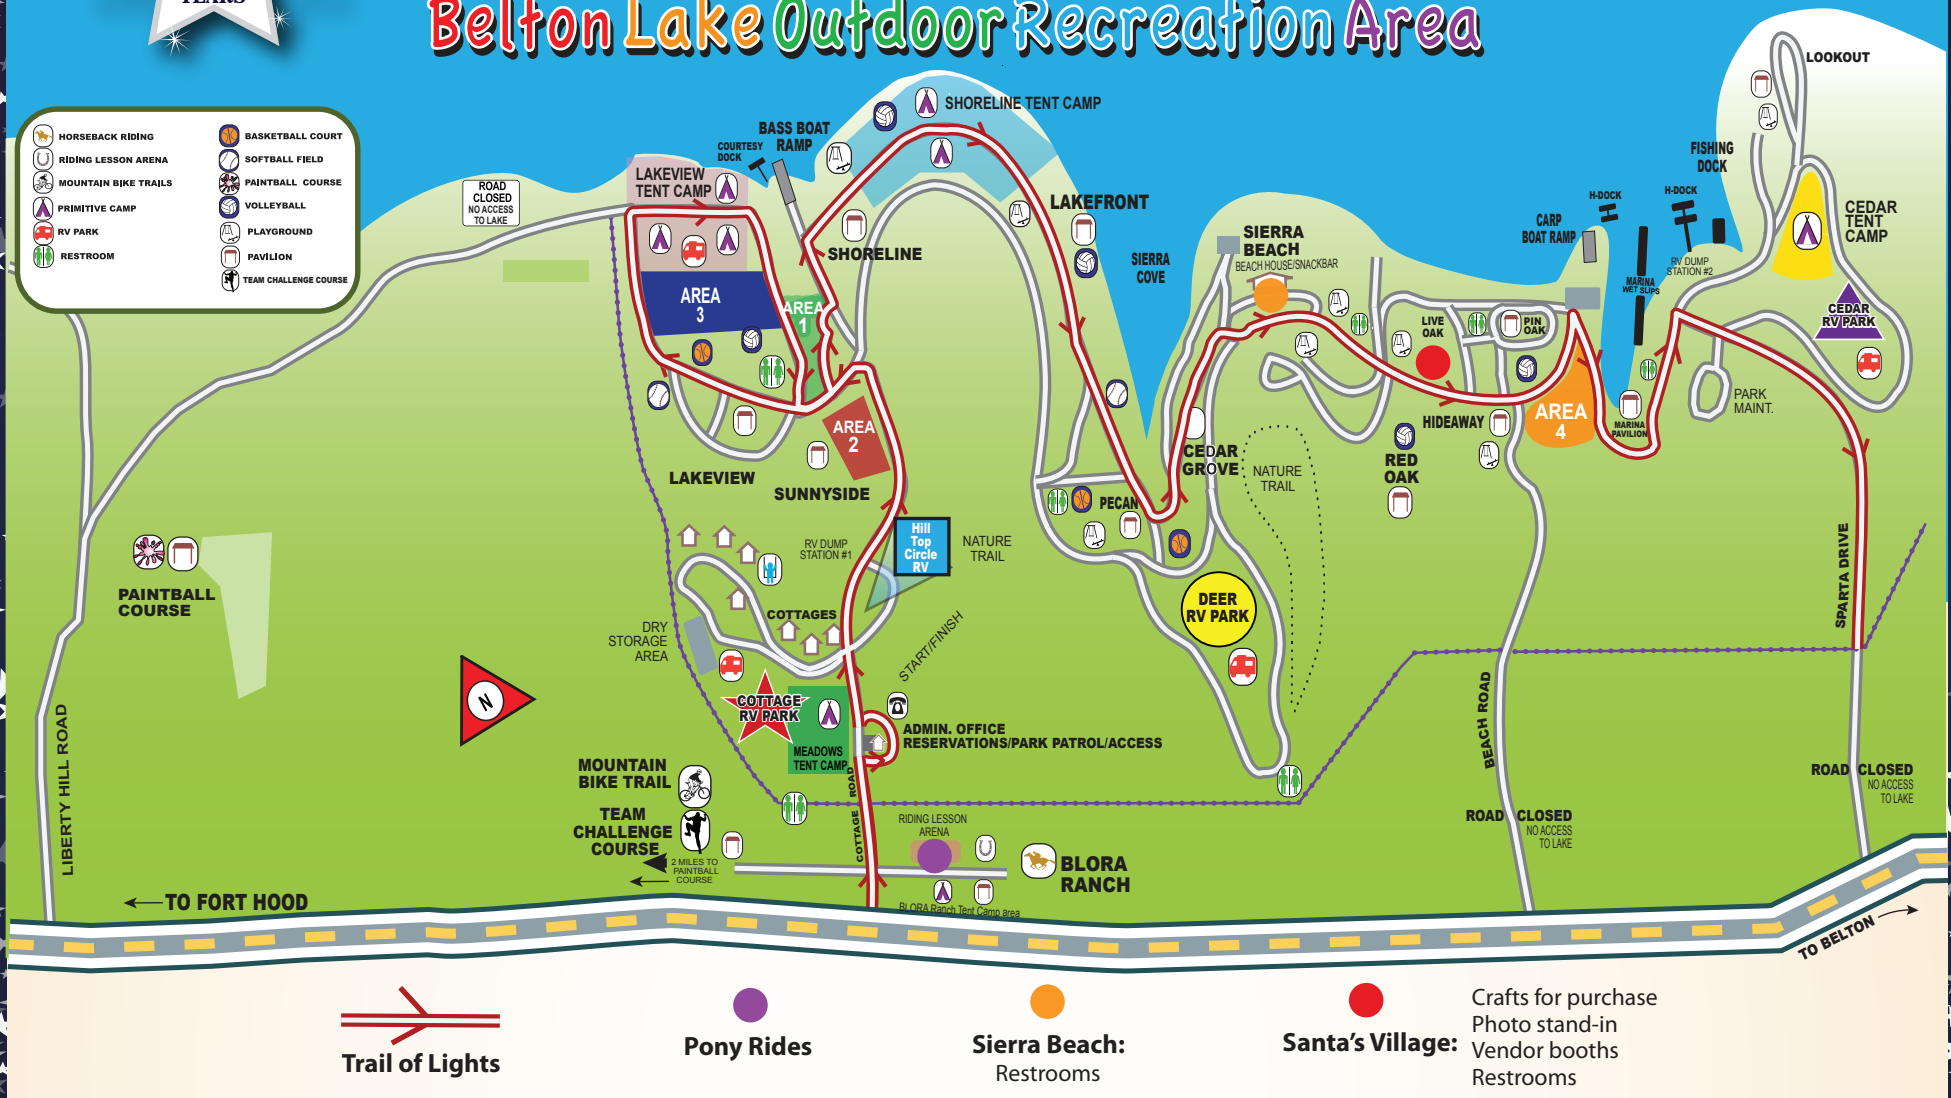 YEARS
Belton Lake Outdoor Recreation Area
HORSEBACK RIDING
RIDING LESSON ARENA
MOUNTAIN BIKE TRAILS
PRIMITIVE CAMP
RV PARK
RESTROOM
BASKETBALL COURT
SOFTBALL FIELD
PAINTBALL COURSE
VOLLEYBALL
PLAYGROUND
PAVILION
TEAM CHALLENGE COURSE
ROAD
CLOSED
NO ACCESS
TO LAKE
LAKEVIEW
TENT CAMP
COURTESY
DOCK
BASS BOAT
RAMP
SHORELINE TENT CAMP
SHORELINE
LAKEFRONT
SIERRA
COVE
SIERRA
BEACH
BEACH HOUSE/SNACKBAR
CARP
BOAT RAMP
H-DOCK
H-DOCK
FISHING
DOCK
LOOKOUT
CEDAR
TENT
CAMP
RV DUMP
STATION #2
MARINA
WET SLIPS
CEDAR
RV PARK
AREA
3
AREA
1
AREA
2
LIVE
OAK
PIN
OAK
PARK
MAINT.
HIDEAWAY
AREA
4
MARINA
PAVILION
RED
OAK
LAKEVIEW
SUNNYSIDE
CEDAR
GROVE
NATURE
TRAIL
PECAN
RV DUMP
STATION #1
Hill
Top
Circle
RV
NATURE
TRAIL
PAINTBALL
COURSE
COTTAGES
DRY
STORAGE
AREA
START/FINISH
DEER
RV PARK
SPARTA DRIVE
N
COTTAGE
RV PARK
MEADOWS
TENT CAMP
ADMIN. OFFICE
RESERVATIONS/PARK PATROL/ACCESS
BEACH ROAD
LIBERTY HILL ROAD
MOUNTAIN
BIKE TRAIL
TEAM
CHALLENGE
COURSE
2 MILES TO
PAINTBALL
COURSE
COTTAGE ROAD
RIDING LESSON
ARENA
BLORA
RANCH
BLORA Ranch Tent Camp area
ROAD CLOSED
NO ACCESS
TO LAKE
ROAD CLOSED
NO ACCESS
TO LAKE
TO FORT HOOD
TO BELTON
Trail of Lights
Pony Rides
Sierra Beach:
Restrooms
Santa's Village:
Crafts for purchase
Photo stand-in
Vendor booths
Restrooms